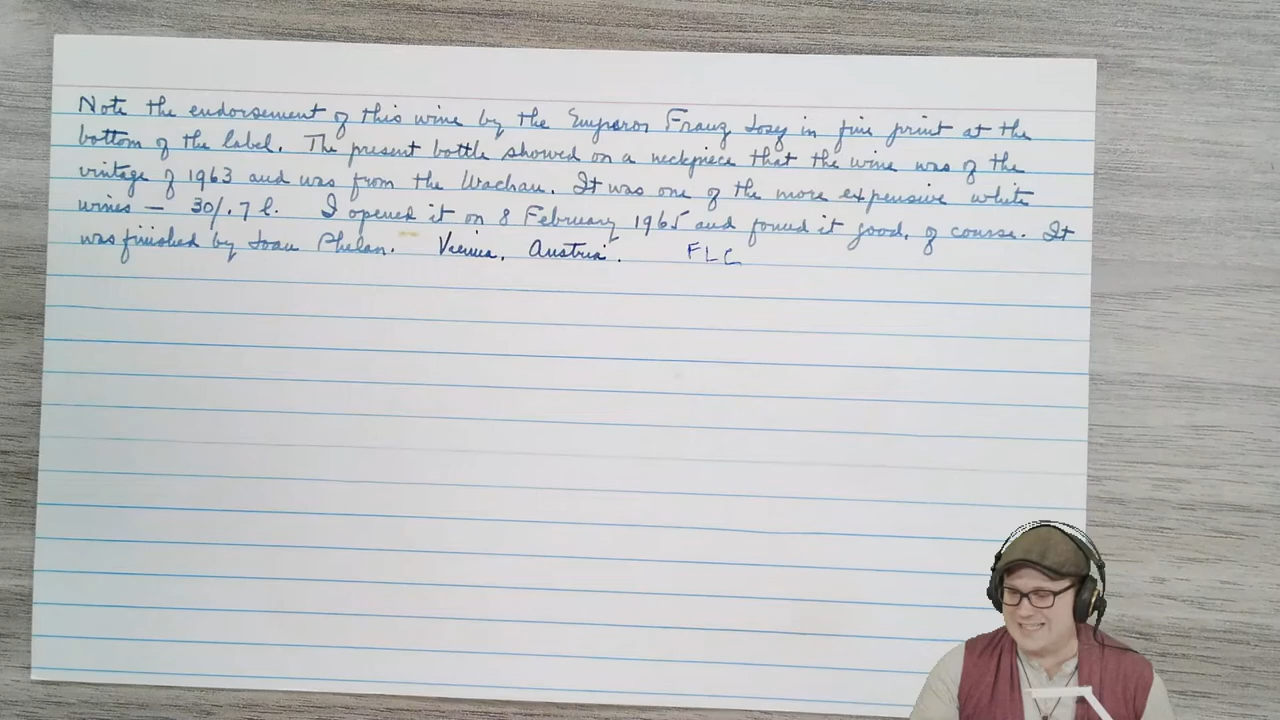 Note the endorsement of this wine by the Emperor Franz Josef in fine print at the
bottom of the label. The present bottle showed on a neckpiece that the wine was of the
vintage of 1963 and was from the Wachau. It was one of the more expensive white
wines — 30/.7 l. I opened it on 8 February 1965 and found it good, of course. It
was finished by Joan Phelan. Vienna, Austria. FLC